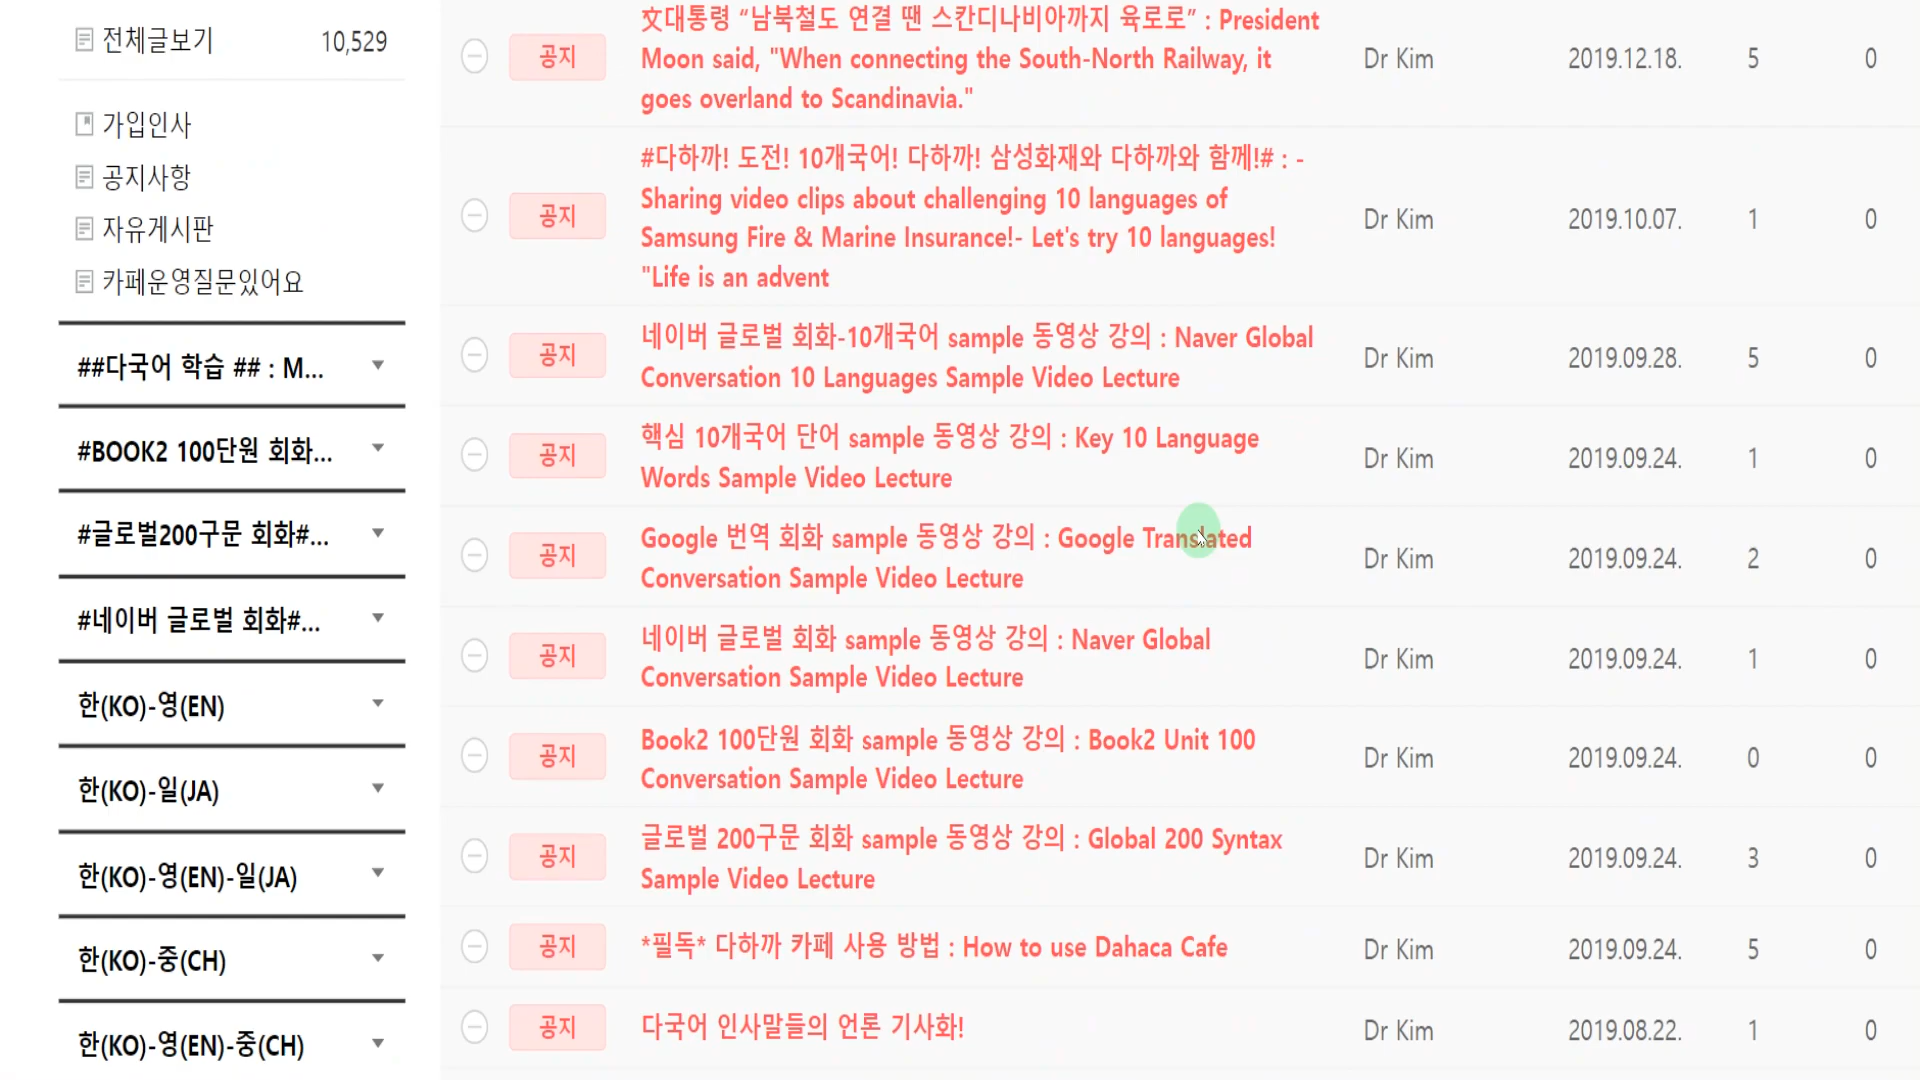 전체글보기 10,529
가입인사
공지사항
자유게시판
카페운영질문있어요
##다국어 학습 ## : M...
#BOOK2 100단원 회화...
#글로벌200구문 회화#...
#네이버 글로벌 회화#...
한(KO)-영(EN)
한(KO)-일(JA)
한(KO)-영(EN)-일(JA)
한(KO)-중(CH)
한(KO)-영(EN)-중(CH)
文대통령 “남북철도 연결 땐 스칸디나비아까지 육로로” : President
공지 Moon said, "When connecting the South-North Railway, it Dr Kim 2019.12.18. 5 0
goes overland to Scandinavia."
#다하까! 도전! 10개국어! 다하까! 삼성화재와 다하까와 함께!# : -
공지 Sharing video clips about challenging 10 languages of Dr Kim 2019.10.07. 1 0
Samsung Fire & Marine Insurance!- Let's try 10 languages!
"Life is an advent
공지 네이버 글로벌 회화-10개국어 sample 동영상 강의 : Naver Global Dr Kim 2019.09.28. 5 0
Conversation 10 Languages Sample Video Lecture
공지 핵심 10개국어 단어 sample 동영상 강의 : Key 10 Language Dr Kim 2019.09.24. 1 0
Words Sample Video Lecture
공지 Google 번역 회화 sample 동영상 강의 : Google Translated Dr Kim 2019.09.24. 2 0
Conversation Sample Video Lecture
공지 네이버 글로벌 회화 sample 동영상 강의 : Naver Global Dr Kim 2019.09.24. 1 0
Conversation Sample Video Lecture
공지 Book2 100단원 회화 sample 동영상 강의 : Book2 Unit 100 Dr Kim 2019.09.24. 0 0
Conversation Sample Video Lecture
공지 글로벌 200구문 회화 sample 동영상 강의 : Global 200 Syntax Dr Kim 2019.09.24. 3 0
Sample Video Lecture
공지 *필독* 다하까 카페 사용 방법 : How to use Dahaca Cafe Dr Kim 2019.09.24. 5 0
공지 다국어 인사말들의 언론 기사화! Dr Kim 2019.08.22. 1 0